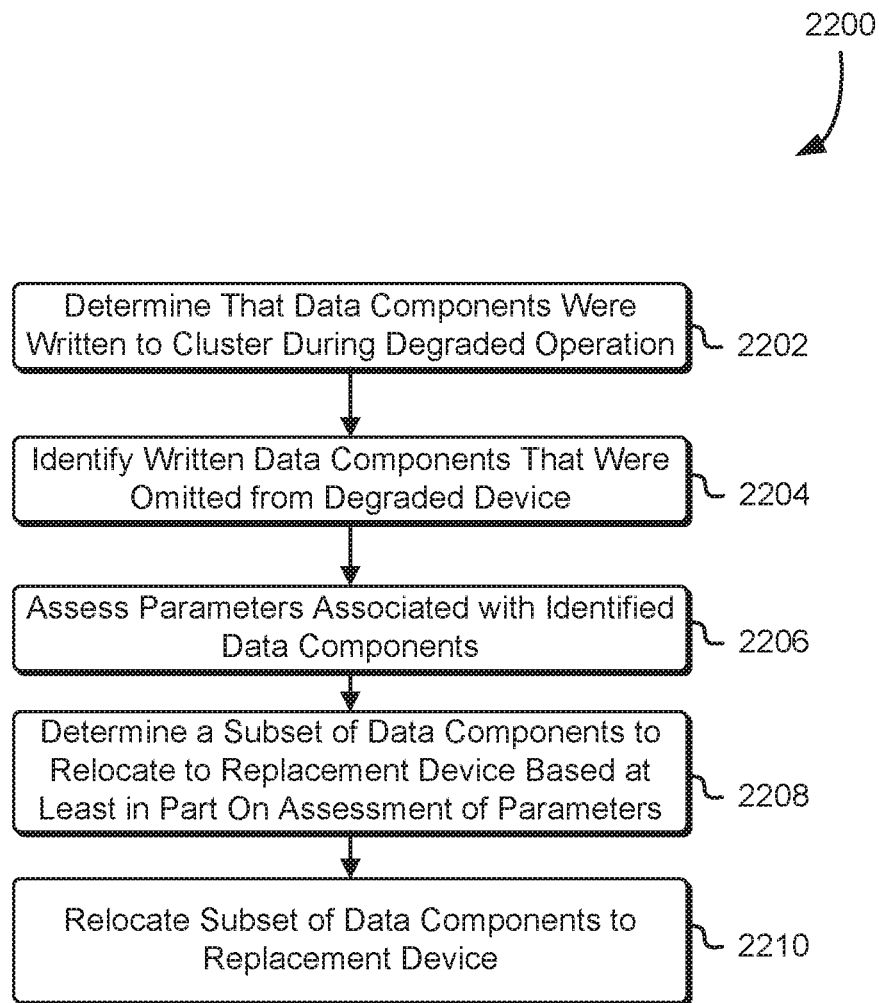 2200
Determine That Data Components Were
Written to Cluster During Degraded Operation
2202
Identify Written Data Components That Were
Omitted from Degraded Device
2204
Assess Parameters Associated with Identified
Data Components
2206
Determine a Subset of Data Components to
Relocate to Replacement Device Based at
Least in Part On Assessment of Parameters
2208
Relocate Subset of Data Components to
Replacement Device
2210